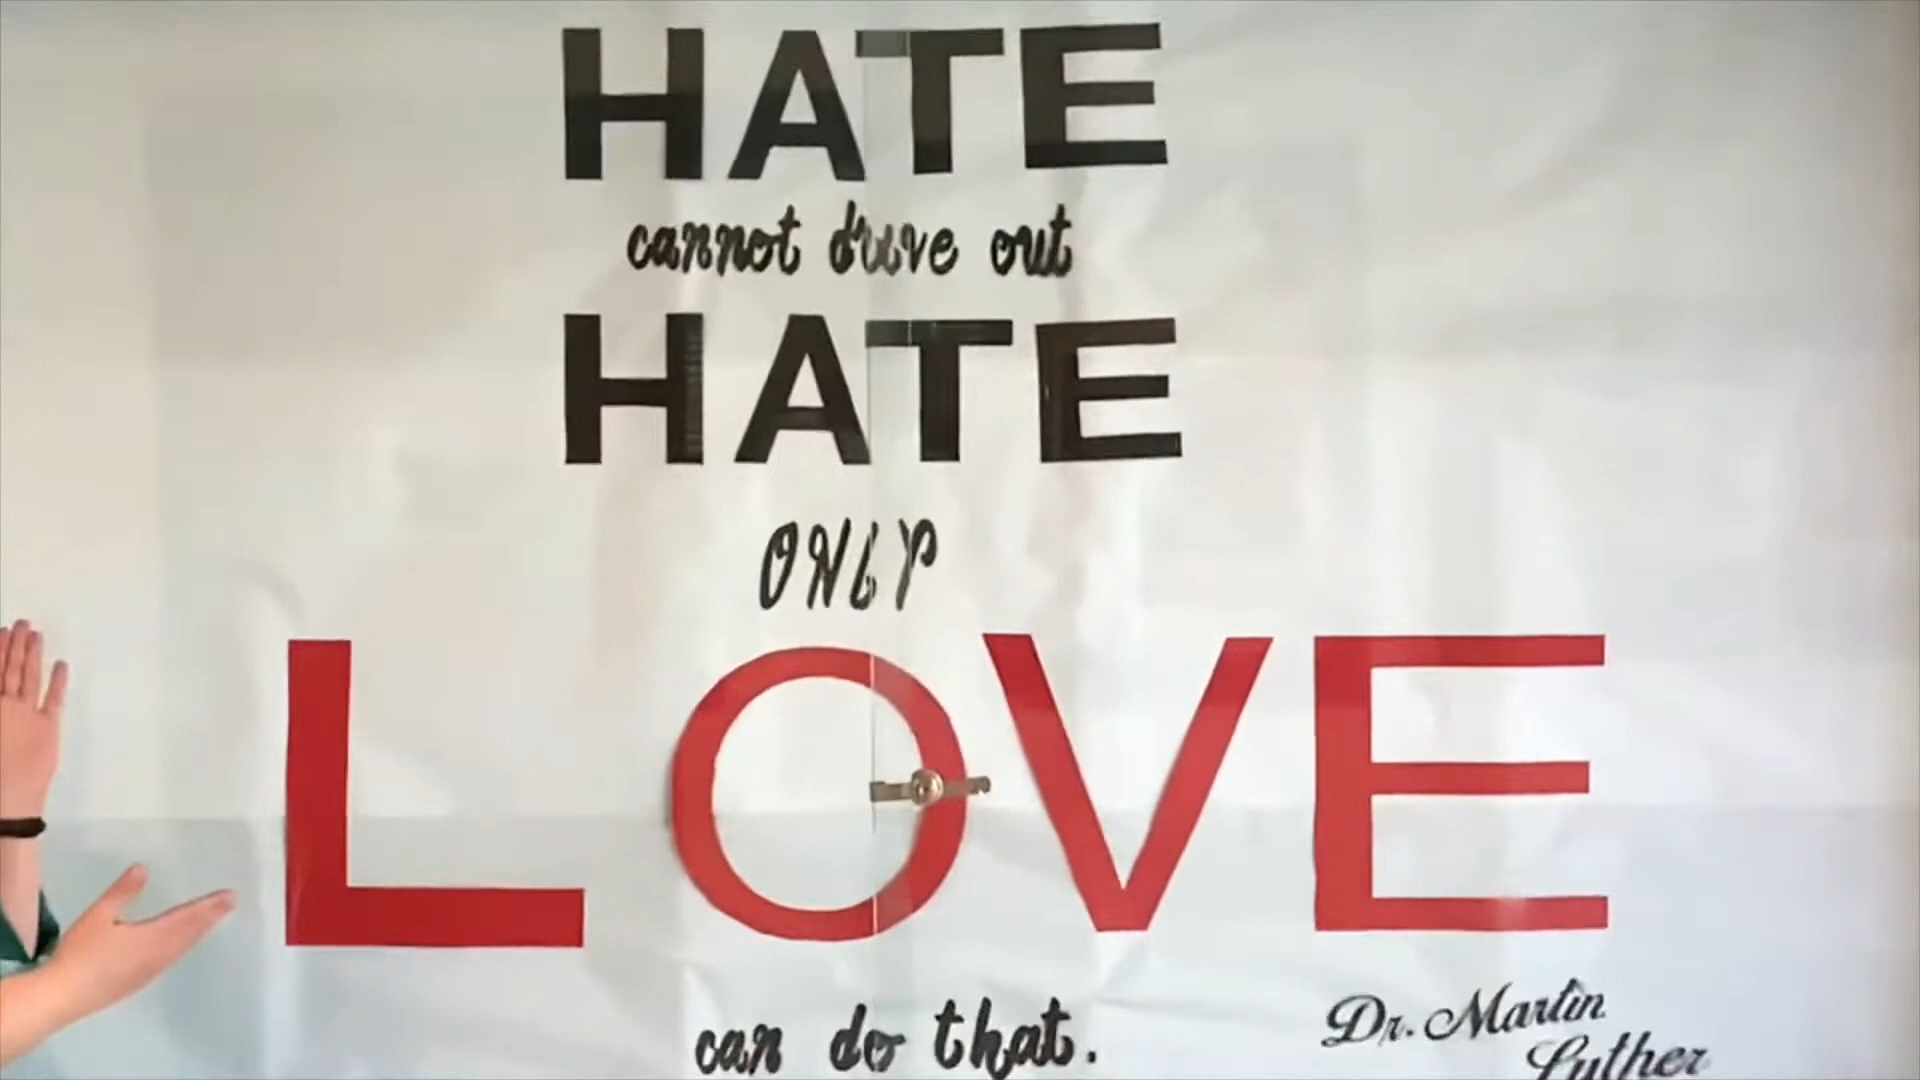 HATE
cannot drive out
HATE
ONLY
LOVE
can do that.
Dr. Martin
Luther